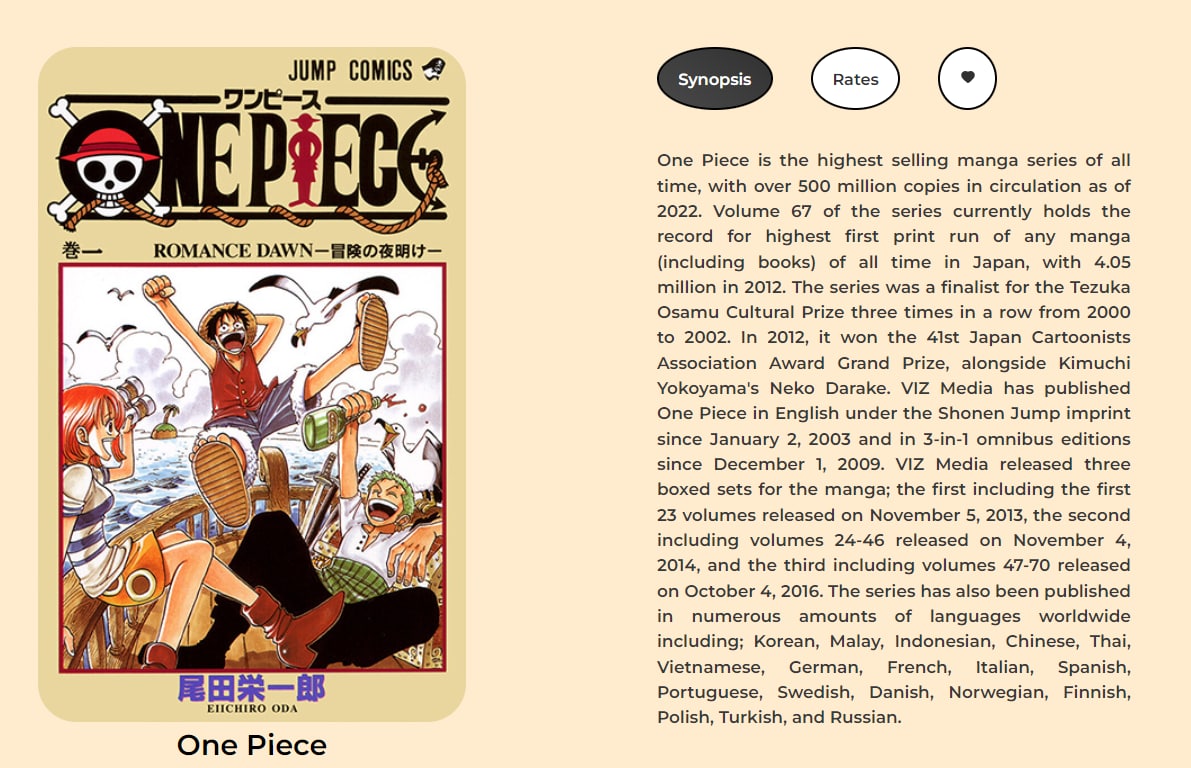 JUMP COMICS
ワンピース
ONE PIECE
巻一 ROMANCE DAWN—冒険の夜明け—
尾田栄一郎
EIICHIRO ODA
One Piece
Synopsis
Rates
One Piece is the highest selling manga series of all
time, with over 500 million copies in circulation as of
2022. Volume 67 of the series currently holds the
record for highest first print run of any manga
(including books) of all time in Japan, with 4.05
million in 2012. The series was a finalist for the Tezuka
Osamu Cultural Prize three times in a row from 2000
to 2002. In 2012, it won the 41st Japan Cartoonists
Association Award Grand Prize, alongside Kimuchi
Yokoyama's Neko Darake. VIZ Media has published
One Piece in English under the Shonen Jump imprint
since January 2, 2003 and in 3-in-1 omnibus editions
since December 1, 2009. VIZ Media released three
boxed sets for the manga; the first including the first
23 volumes released on November 5, 2013, the second
including volumes 24-46 released on November 4,
2014, and the third including volumes 47-70 released
on October 4, 2016. The series has also been published
in numerous amounts of languages worldwide
including; Korean, Malay, Indonesian, Chinese, Thai,
Vietnamese, German, French, Italian, Spanish,
Portuguese, Swedish, Danish, Norwegian, Finnish,
Polish, Turkish, and Russian.